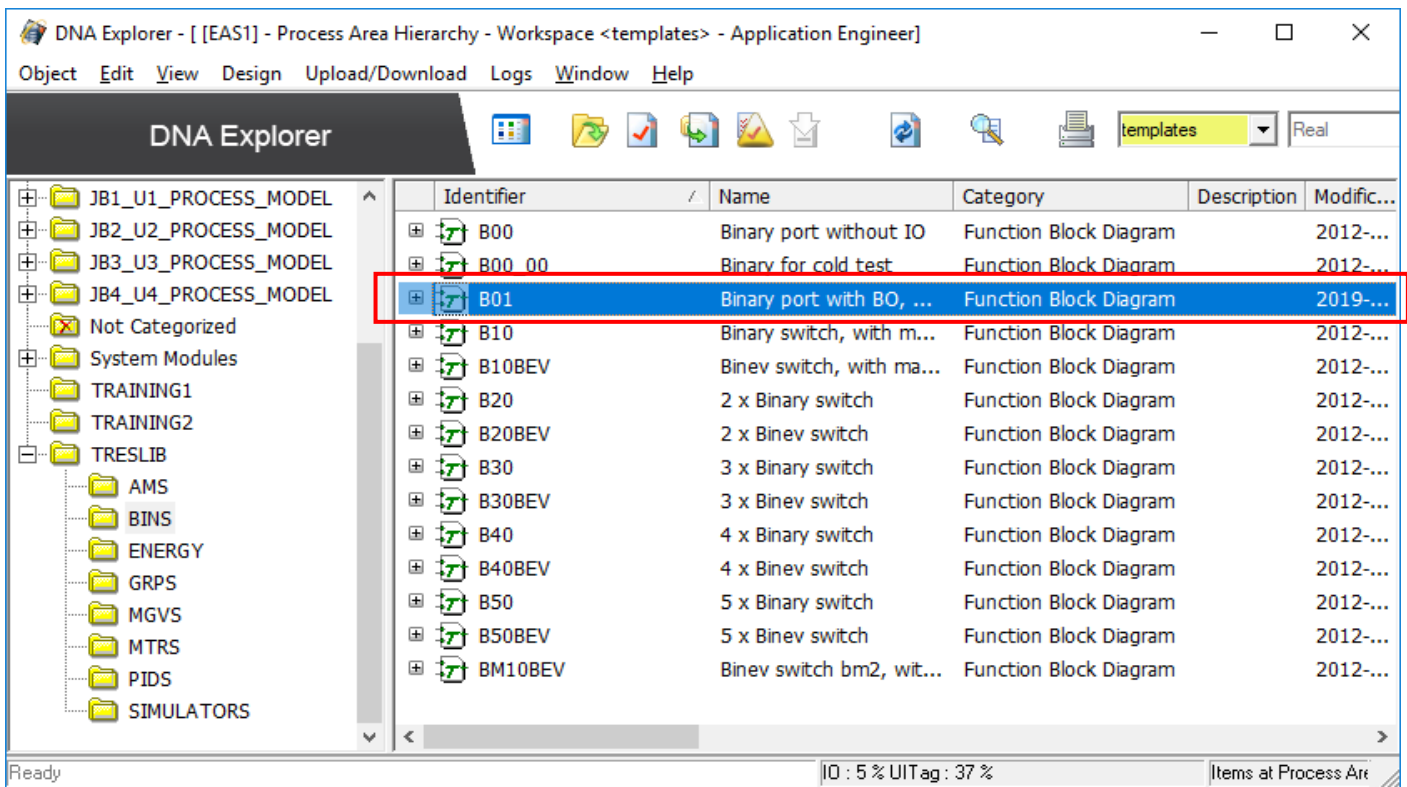 DNA Explorer - [ [EAS1] - Process Area Hierarchy - Workspace <templates> - Application Engineer]
Object Edit View Design Upload/Download Logs Window Help
DNA Explorer
templates
Real
JB1_U1_PROCESS_MODEL
JB2_U2_PROCESS_MODEL
JB3_U3_PROCESS_MODEL
JB4_U4_PROCESS_MODEL
Not Categorized
System Modules
TRAINING1
TRAINING2
TRESLIB
AMS
BINS
ENERGY
GRPS
MGVS
MTRS
PIDS
SIMULATORS
Identifier Name Category Description Modific...
B00 Binary port without IO Function Block Diagram 2012-...
B00_00 Binary for cold test Function Block Diagram 2012-...
B01 Binary port with BO, ... Function Block Diagram 2019-...
B10 Binary switch, with m... Function Block Diagram 2012-...
B10BEV Binev switch, with ma... Function Block Diagram 2012-...
B20 2 x Binary switch Function Block Diagram 2012-...
B20BEV 2 x Binev switch Function Block Diagram 2012-...
B30 3 x Binary switch Function Block Diagram 2012-...
B30BEV 3 x Binev switch Function Block Diagram 2012-...
B40 4 x Binary switch Function Block Diagram 2012-...
B40BEV 4 x Binev switch Function Block Diagram 2012-...
B50 5 x Binary switch Function Block Diagram 2012-...
B50BEV 5 x Binev switch Function Block Diagram 2012-...
BM10BEV Binev switch bm2, wit... Function Block Diagram 2012-...
Ready IO : 5 % UITag : 37 % Items at Process Are